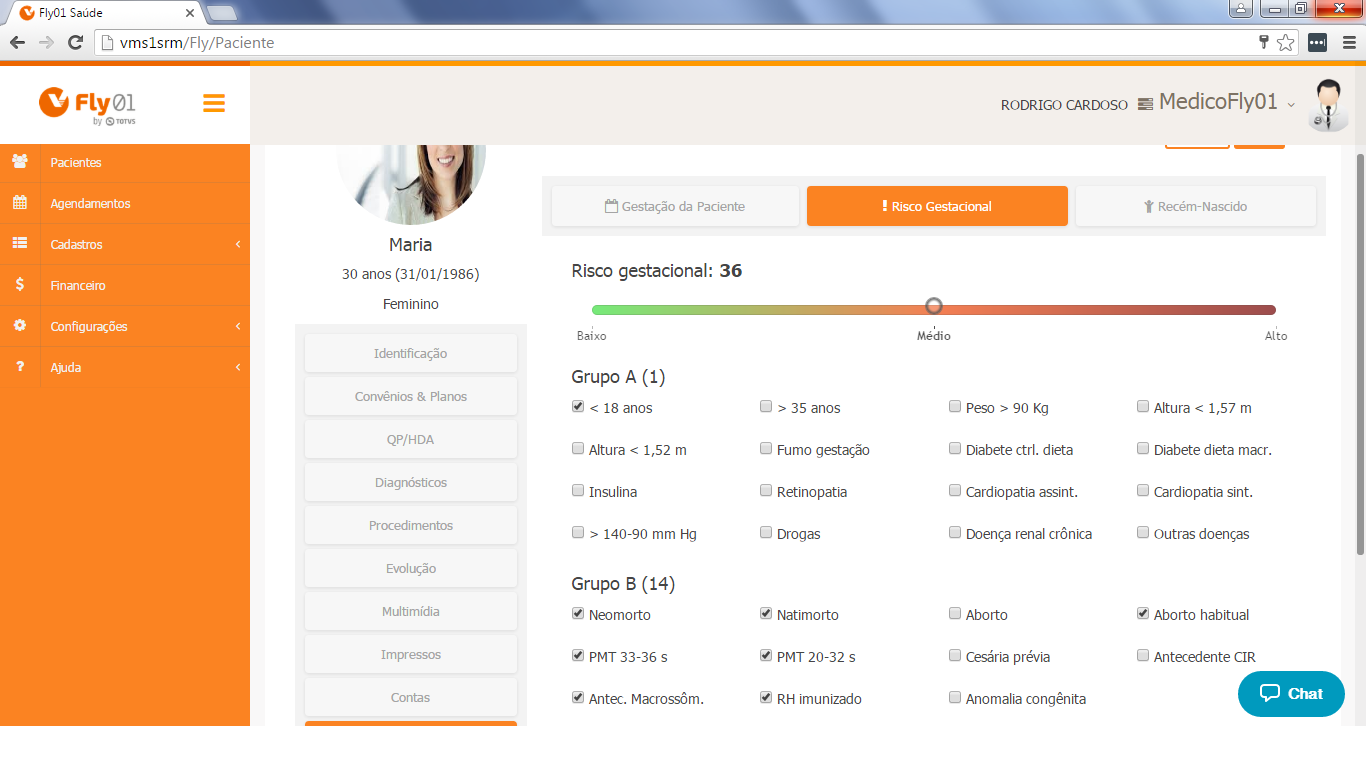 Fly01 Saúde
vms1srm/Fly/Paciente
Fly01
by TOTVS
RODRIGO CARDOSO MedicoFly01
Pacientes
Agendamentos
Cadastros
Financeiro
Configurações
Ajuda
Maria
30 anos (31/01/1986)
Feminino
Identificação
Convênios & Planos
QP/HDA
Diagnósticos
Procedimentos
Evolução
Multimídia
Impressos
Contas
Gestação da Paciente Risco Gestacional Recém-Nascido
Risco gestacional: 36
Baixo Médio Alto
Grupo A (1)
< 18 anos > 35 anos Peso > 90 Kg Altura < 1,57 m
Altura < 1,52 m Fumo gestação Diabete ctrl. dieta Diabete dieta macr.
Insulina Retinopatia Cardiopatia assint. Cardiopatia sint.
> 140-90 mm Hg Drogas Doença renal crônica Outras doenças
Grupo B (14)
Neomorto Natimorto Aborto Aborto habitual
PMT 33-36 s PMT 20-32 s Cesária prévia Antecedente CIR
Antec. Macrossôm. RH imunizado Anomalia congênita
Chat